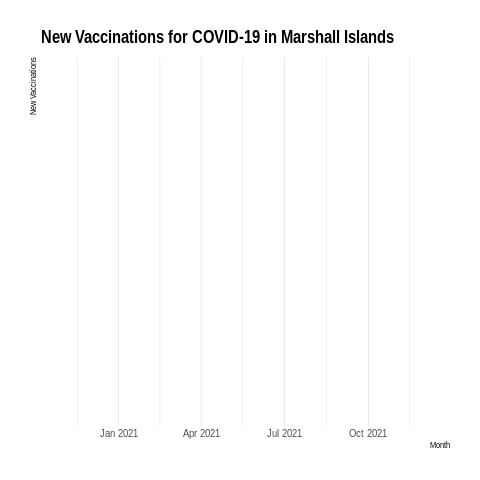 New Vaccinations for COVID-19 in Marshall Islands
New Vaccinations
Jan 2021 Apr 2021 Jul 2021 Oct 2021
Month